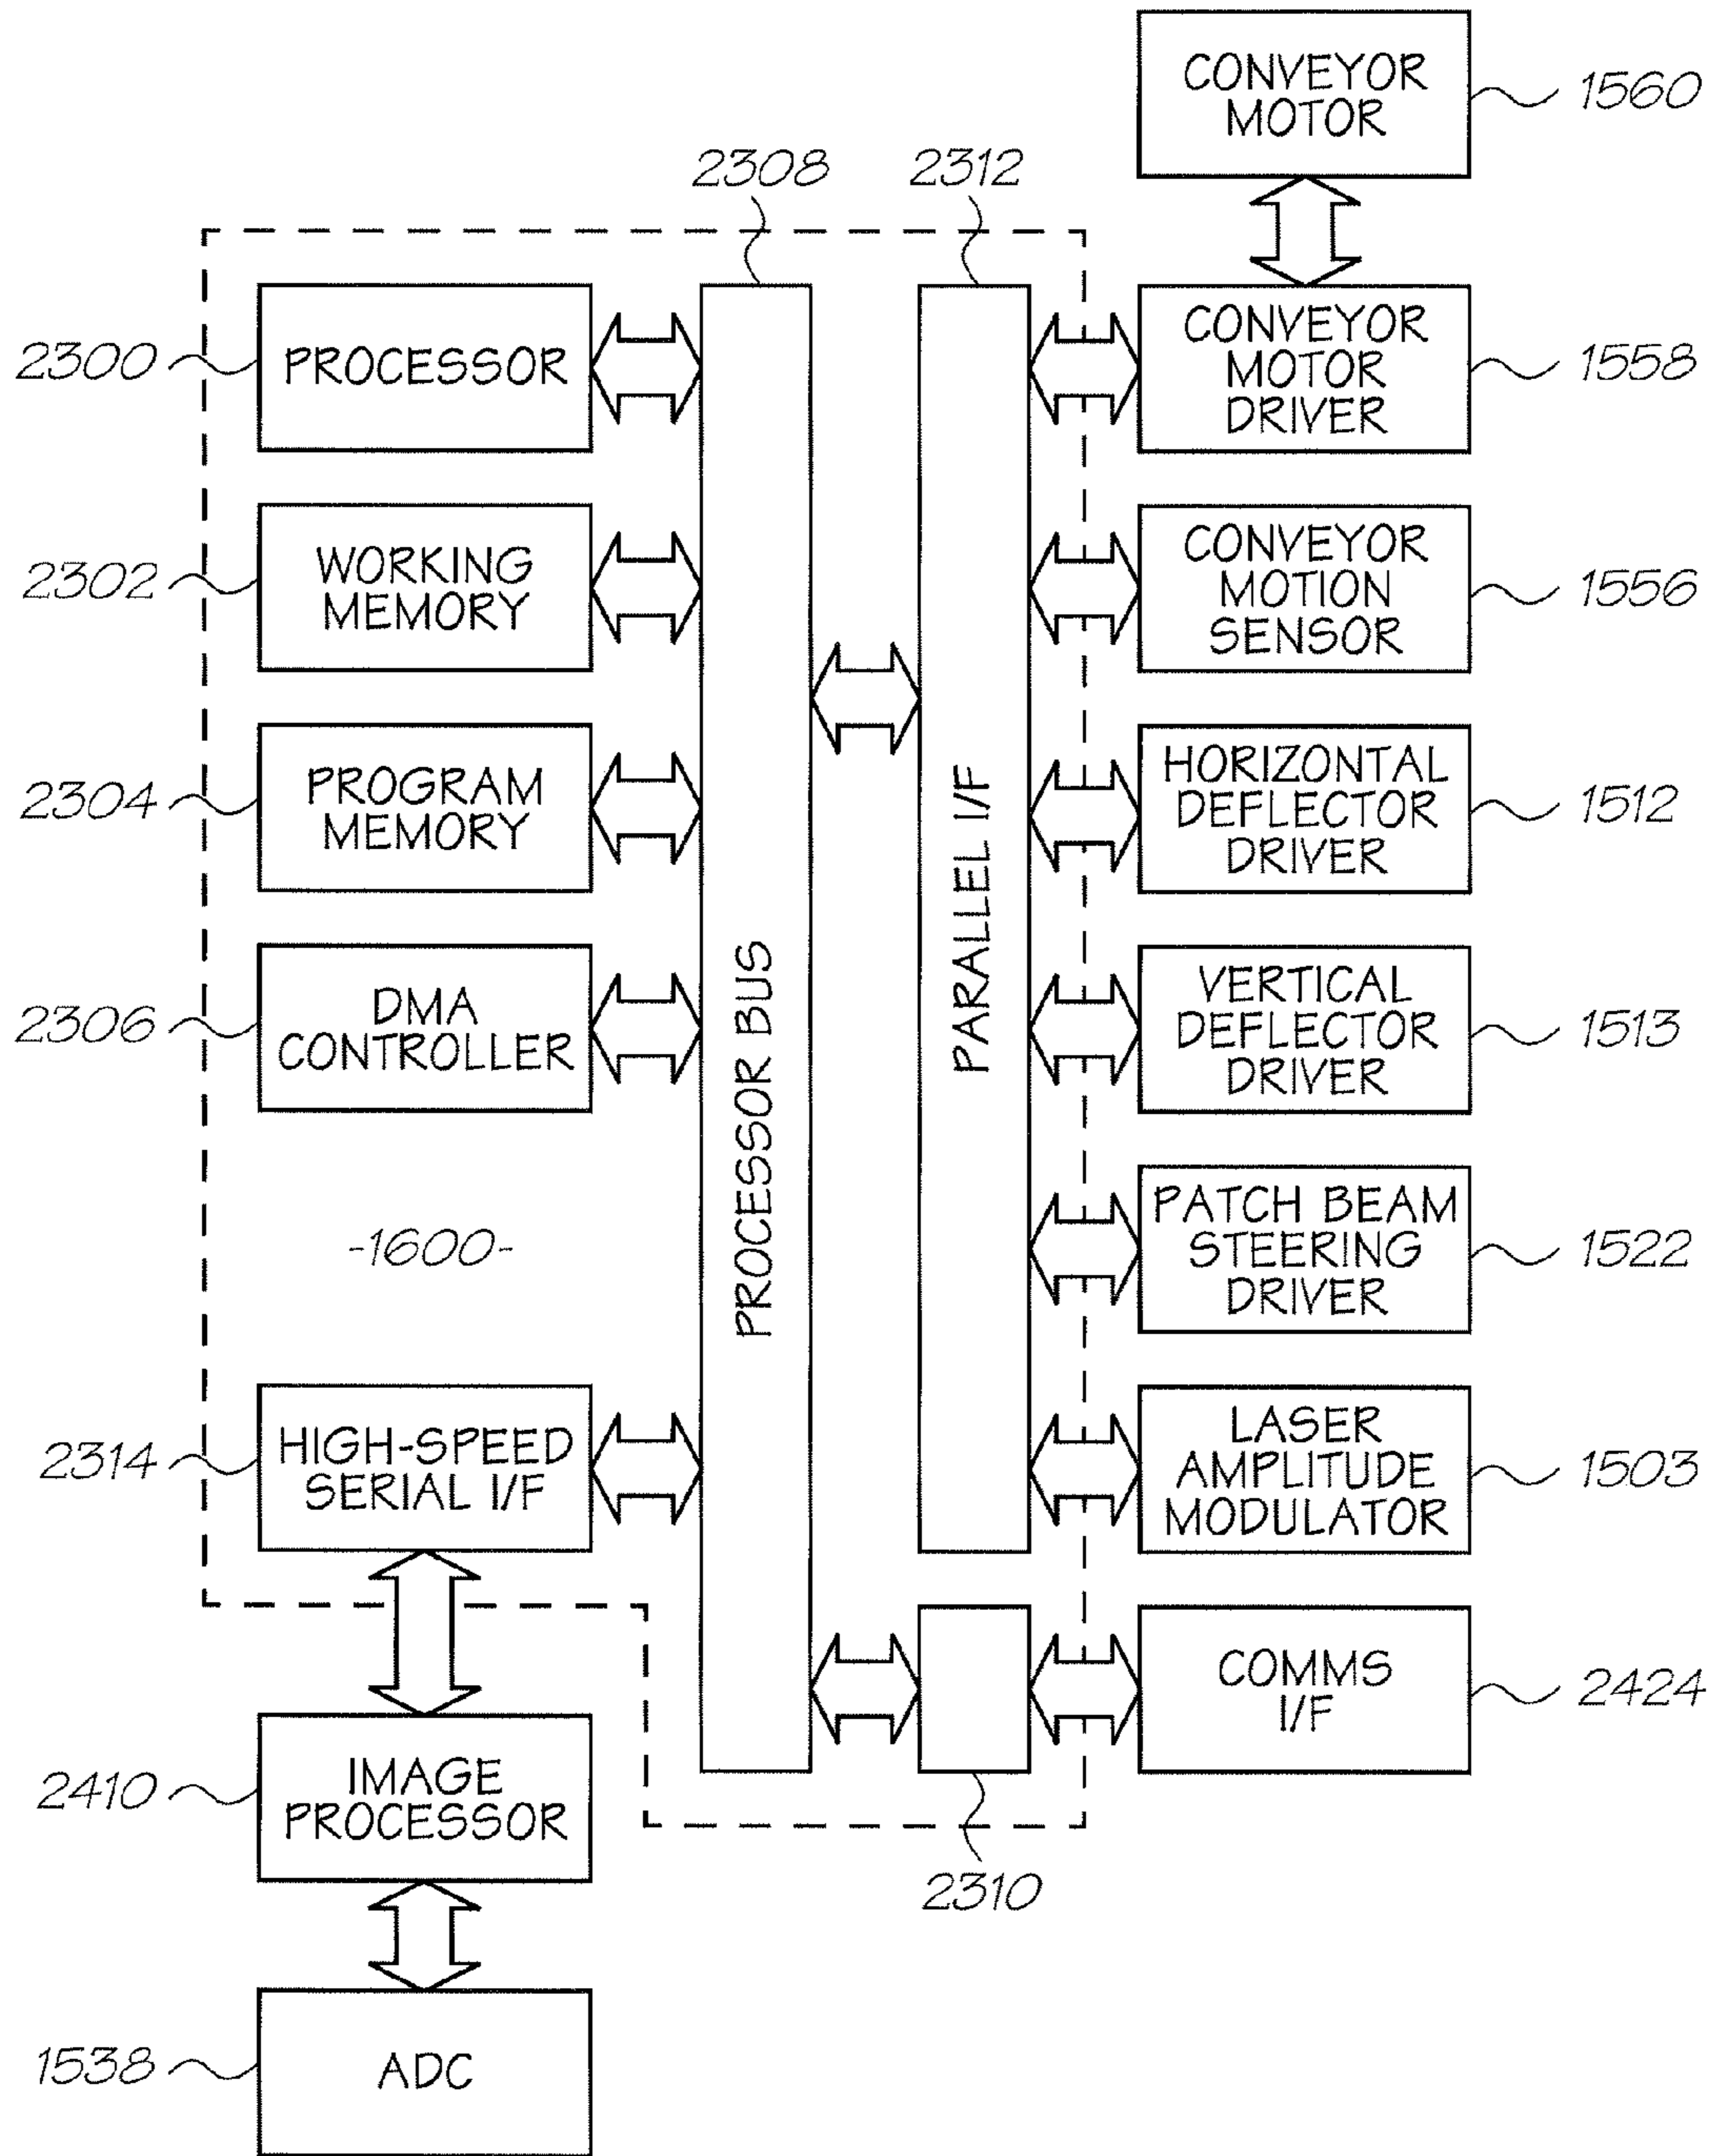 CONVEYOR
MOTOR
1560
2308
2312
2300
PROCESSOR
CONVEYOR
MOTOR
DRIVER
1558
2302
WORKING
MEMORY
CONVEYOR
MOTION
SENSOR
1556
2304
PROGRAM
MEMORY
HORIZONTAL
DEFLECTOR
DRIVER
1512
PARALLEL I/F
2306
DMA
CONTROLLER
PROCESSOR BUS
VERTICAL
DEFLECTOR
DRIVER
1513
-1600-
PATCH BEAM
STEERING
DRIVER
1522
2314
HIGH-SPEED
SERIAL I/F
LASER
AMPLITUDE
MODULATOR
1503
COMMS
I/F
2424
2410
IMAGE
PROCESSOR
2310
1538
ADC